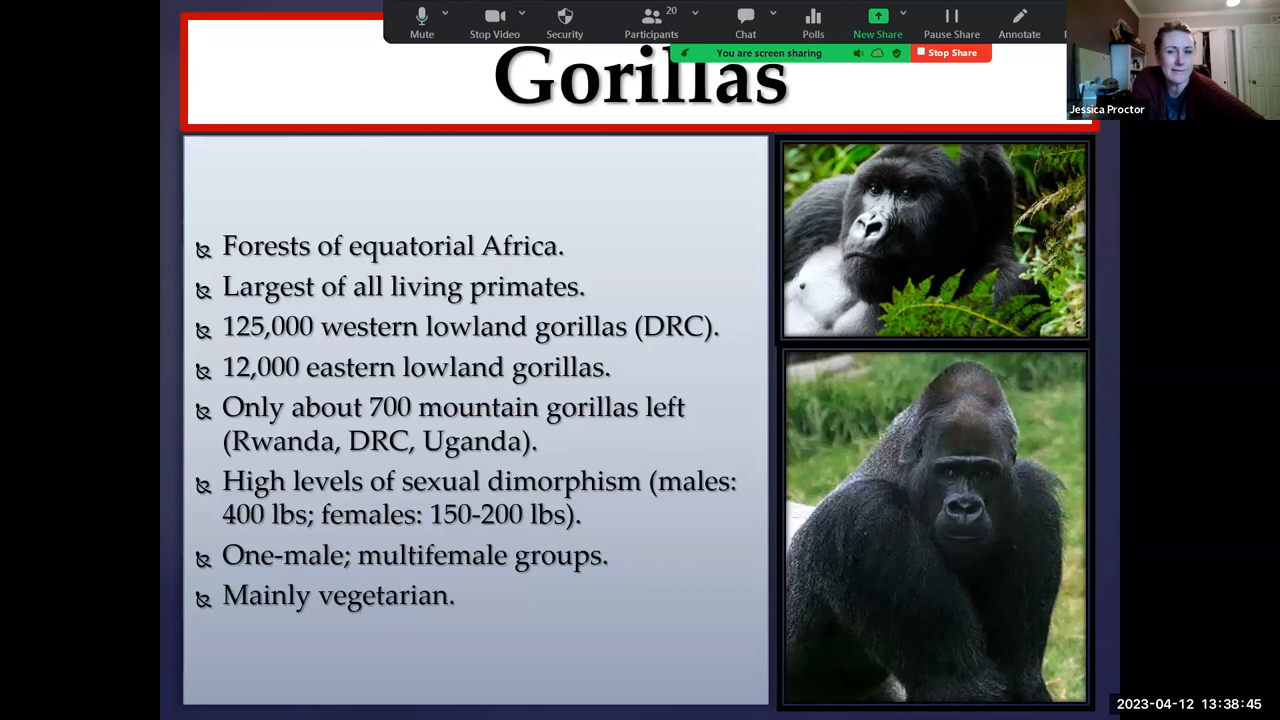 20
Mute
Stop Video
Security
Participants
Chat
Polls
New Share
Pause Share
Annotate
You are screen sharing
Stop Share
Jessica Proctor
Gorillas
Forests of equatorial Africa.
Largest of all living primates.
125,000 western lowland gorillas (DRC).
12,000 eastern lowland gorillas.
Only about 700 mountain gorillas left
(Rwanda, DRC, Uganda).
High levels of sexual dimorphism (males:
400 lbs; females: 150-200 lbs).
One-male; multifemale groups.
Mainly vegetarian.
2023-04-12 13:38:45